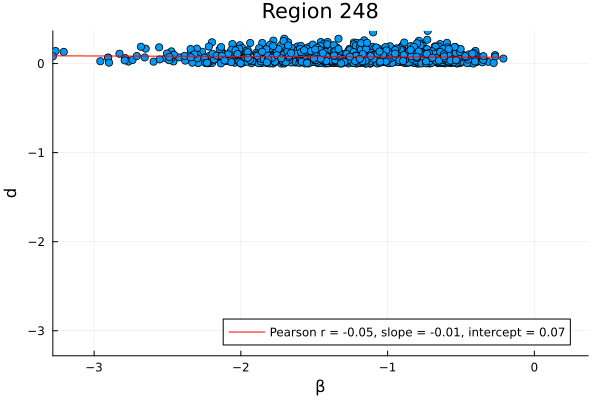 Region 248
d
0
−1
−2
−3
Pearson r = -0.05, slope = -0.01, intercept = 0.07
−3
−2
−1
0
β